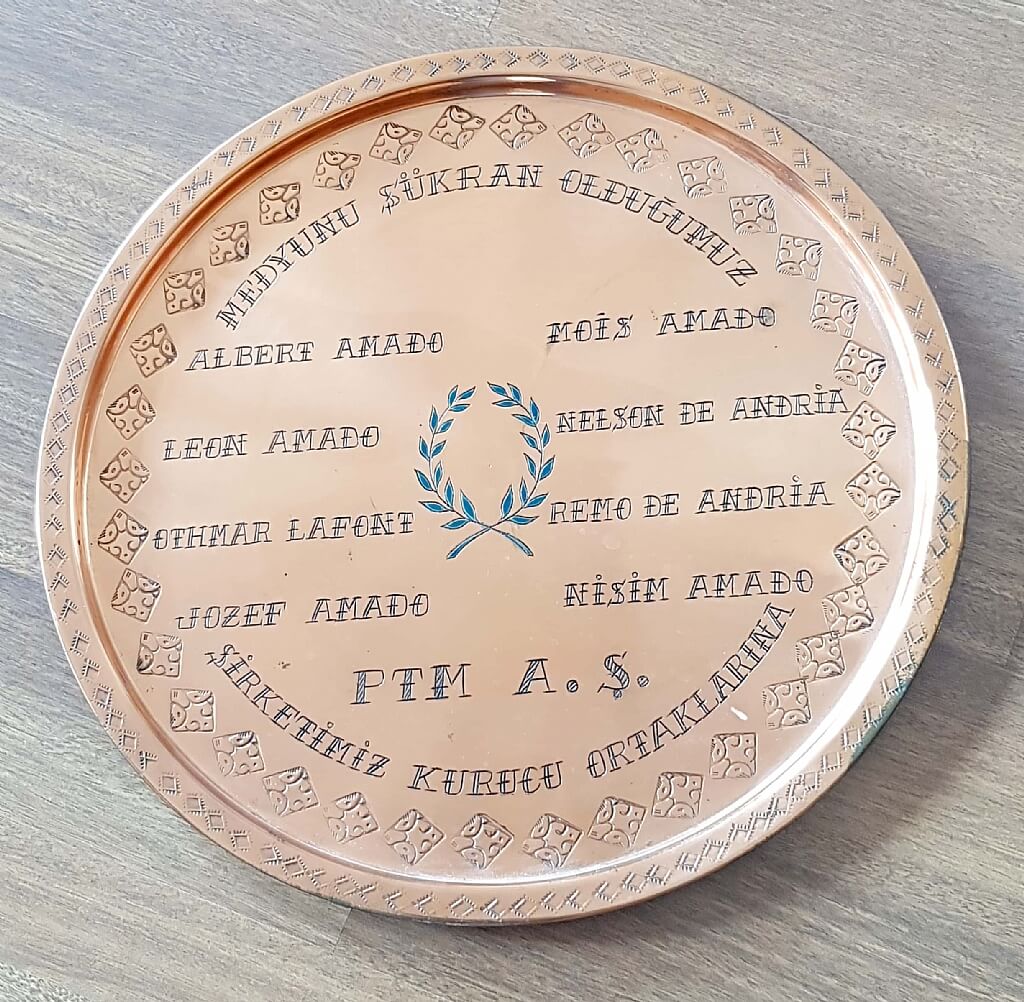 MEDYUNU ŞÜKRAN OLDUĞUMUZ
ALBERT AMADO
MOİS AMADO
LEON AMADO
NELSON DE ANDRİA
OTHMAR LAFONT
REMO DE ANDRİA
JOZEF AMADO
NİSİM AMADO
PTM A.Ş.
ŞİRKETİMİZ KURUCU ORTAKLARINA